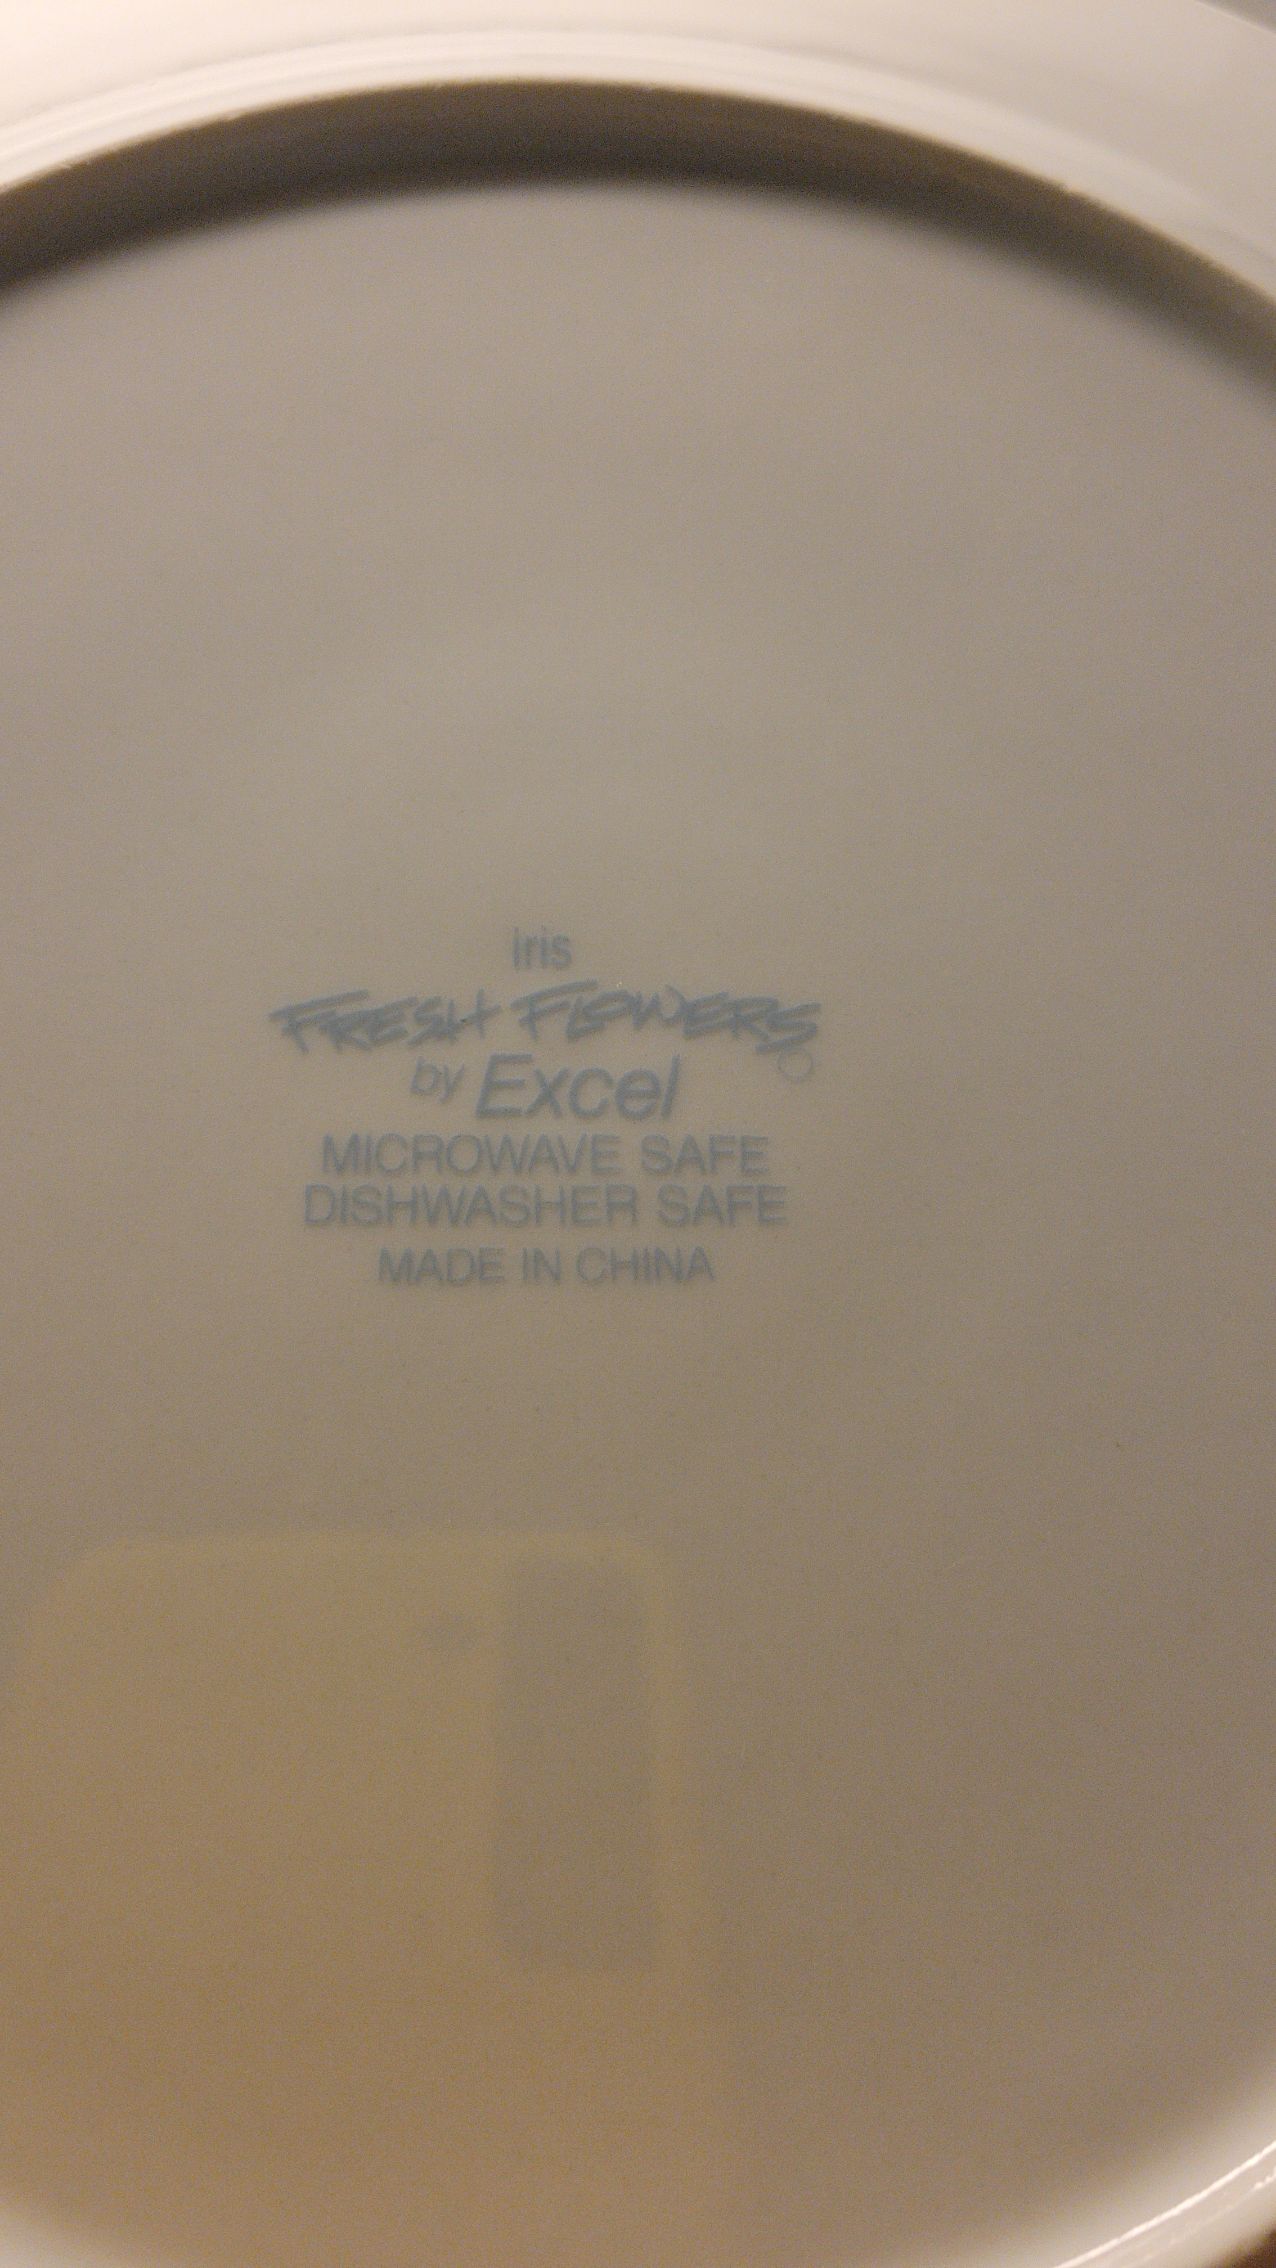 Iris
FRESH FLOWERS
by Excel
MICROWAVE SAFE
DISHWASHER SAFE
MADE IN CHINA